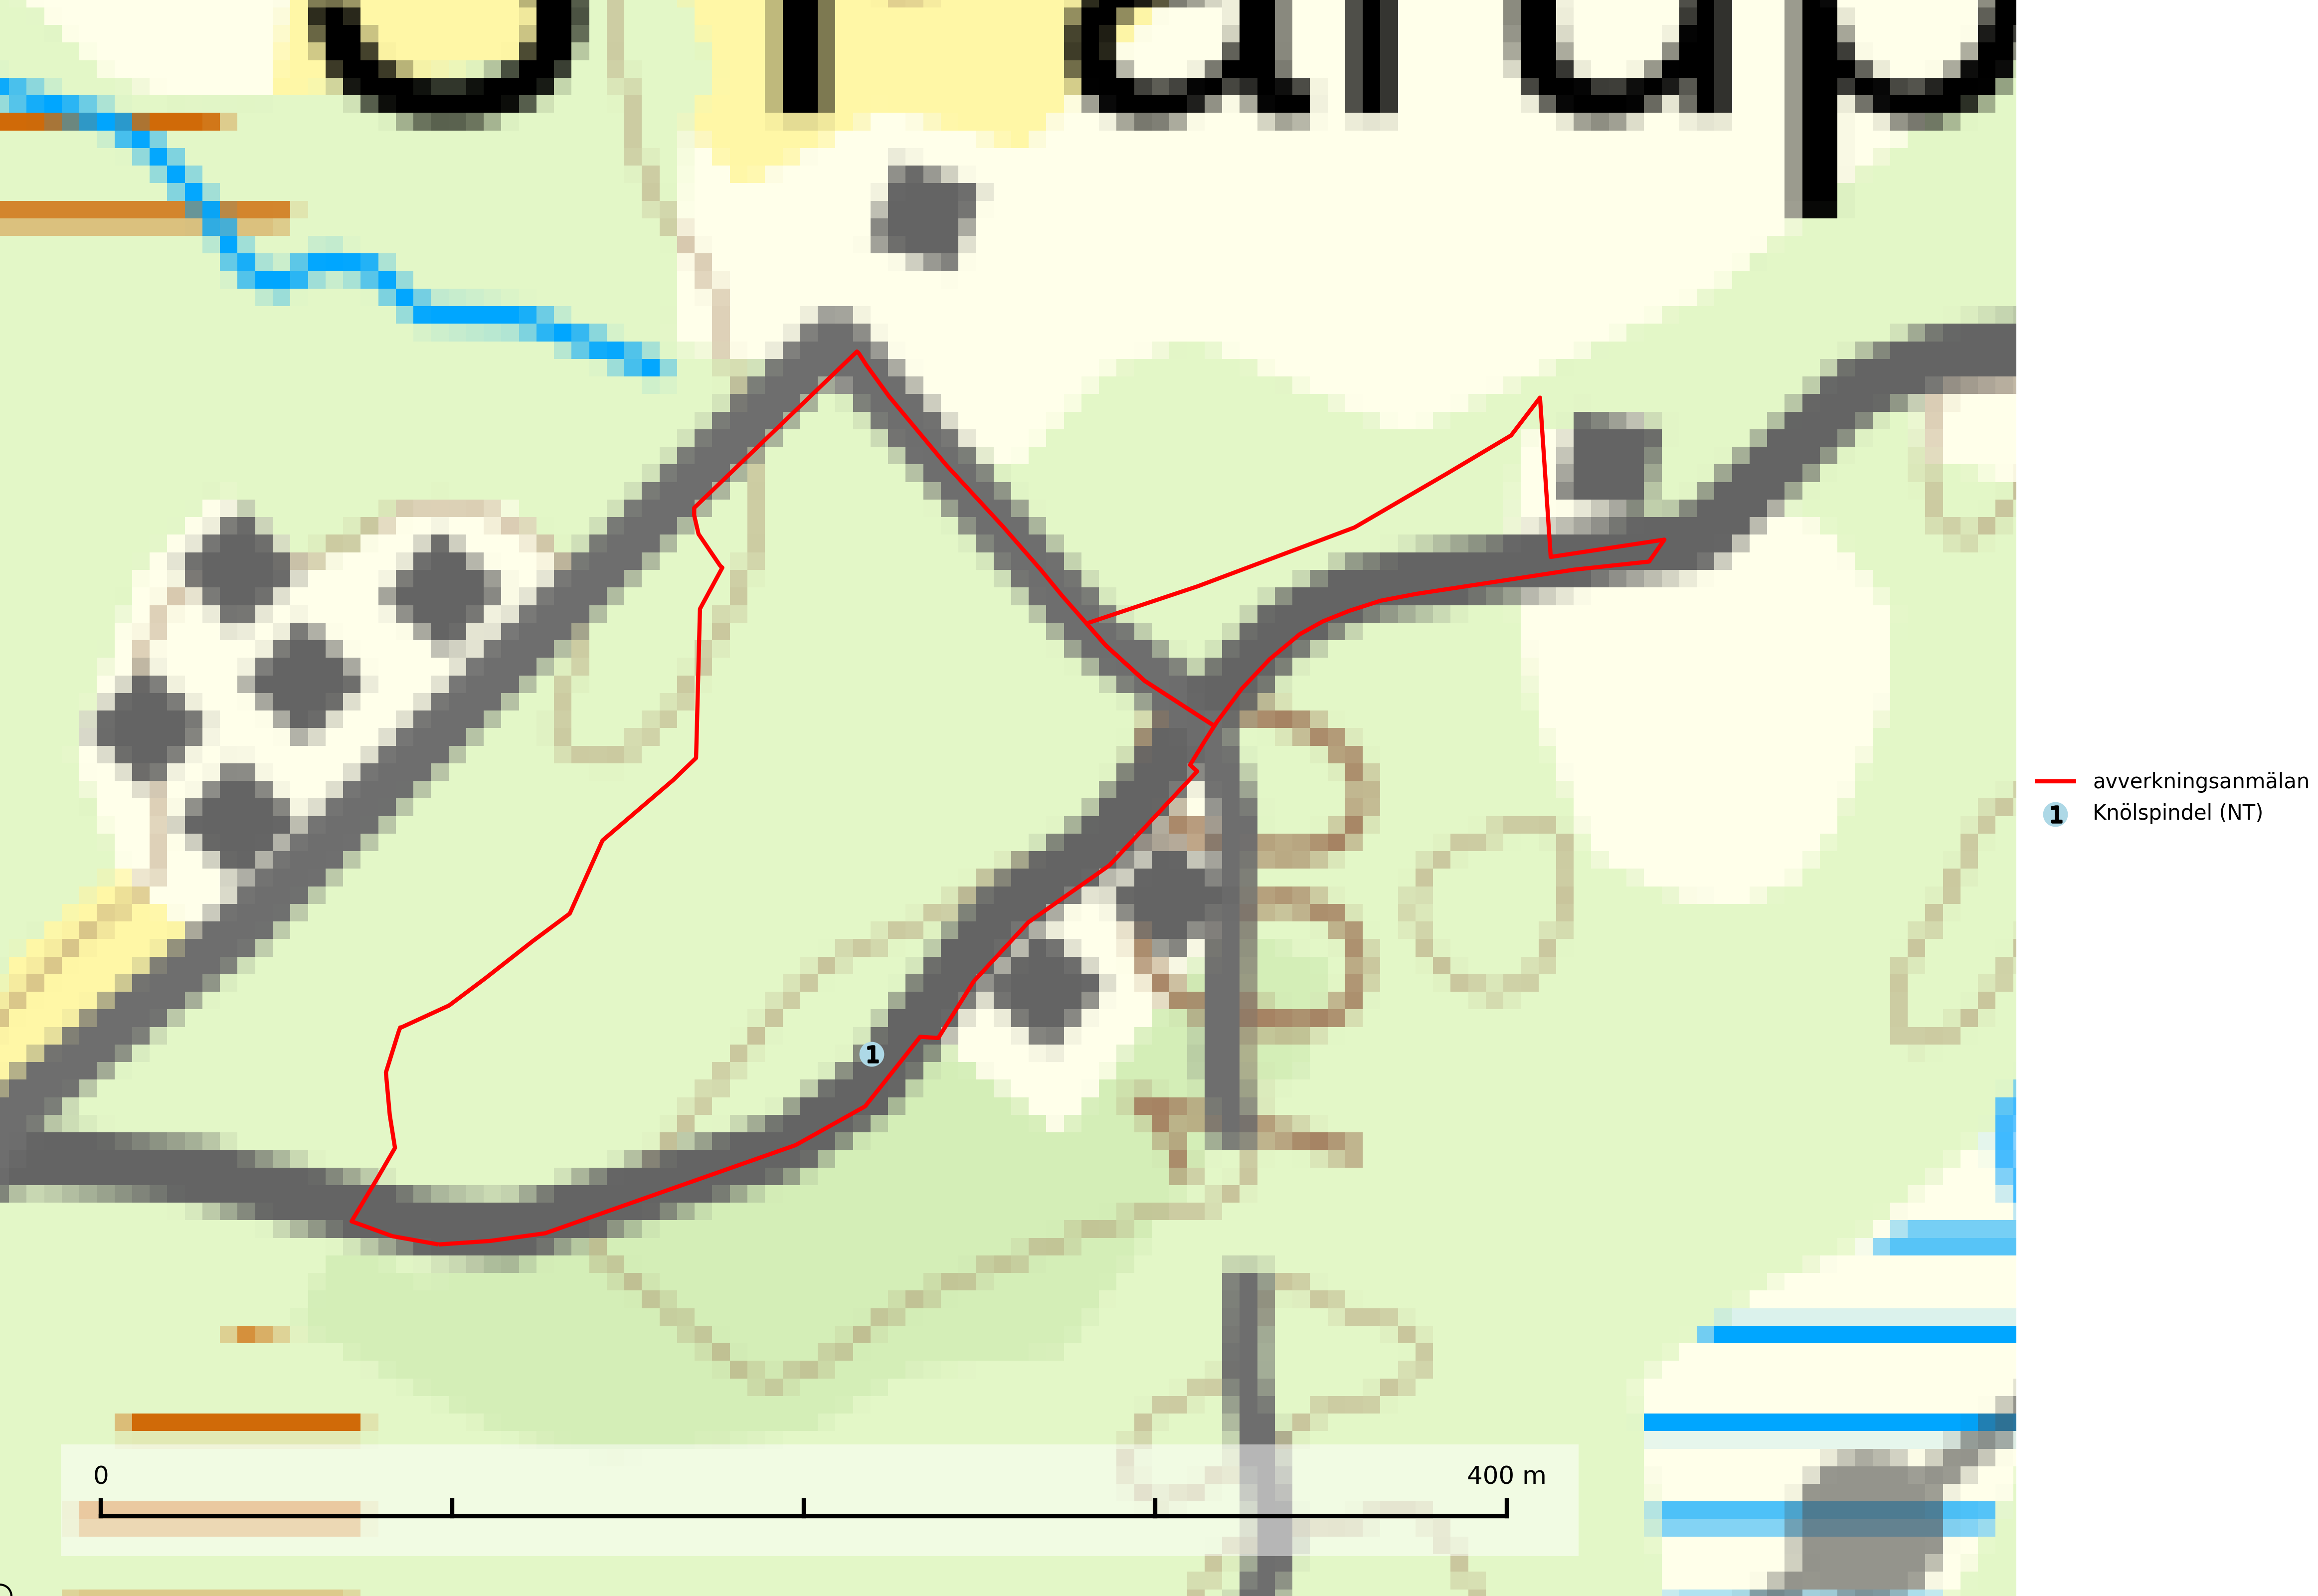 avverkningsanmälan
1 Knölspindel (NT)
1
0 400 m